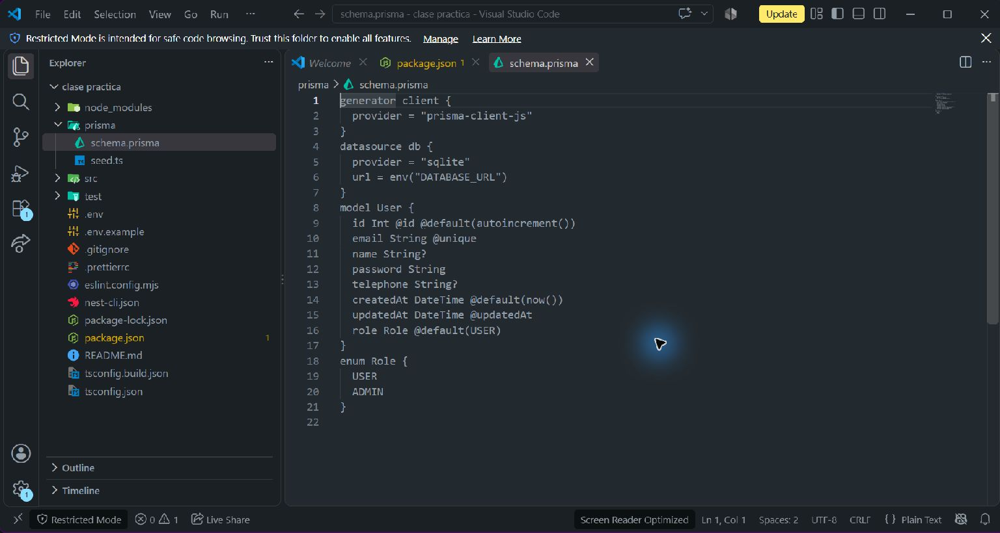 File Edit Selection View Go Run ··· schema.prisma - clase practica - Visual Studio Code Update
Restricted Mode is intended for safe code browsing. Trust this folder to enable all features. Manage Learn More
Explorer ···
Welcome package.json 1 schema.prisma ···
clase practica
node_modules
prisma
schema.prisma
seed.ts
src
test
.env
.env.example
.gitignore
.prettierrc
eslint.config.mjs
nest-cli.json
package-lock.json
package.json 1
README.md
tsconfig.build.json
tsconfig.json
Outline
Timeline
1
1
prisma > schema.prisma
1 generator client {
2 provider = "prisma-client-js"
3 }
4 datasource db {
5 provider = "sqlite"
6 url = env("DATABASE_URL")
7 }
8 model User {
9 id Int @id @default(autoincrement())
10 email String @unique
11 name String?
12 password String
13 telephone String?
14 createdAt DateTime @default(now())
15 updatedAt DateTime @updatedAt
16 role Role @default(USER)
17 }
18 enum Role {
19 USER
20 ADMIN
21 }
22
Restricted Mode 0 1 Live Share Screen Reader Optimized Ln 1, Col 1 Spaces: 2 UTF-8 CRLF {} Plain Text